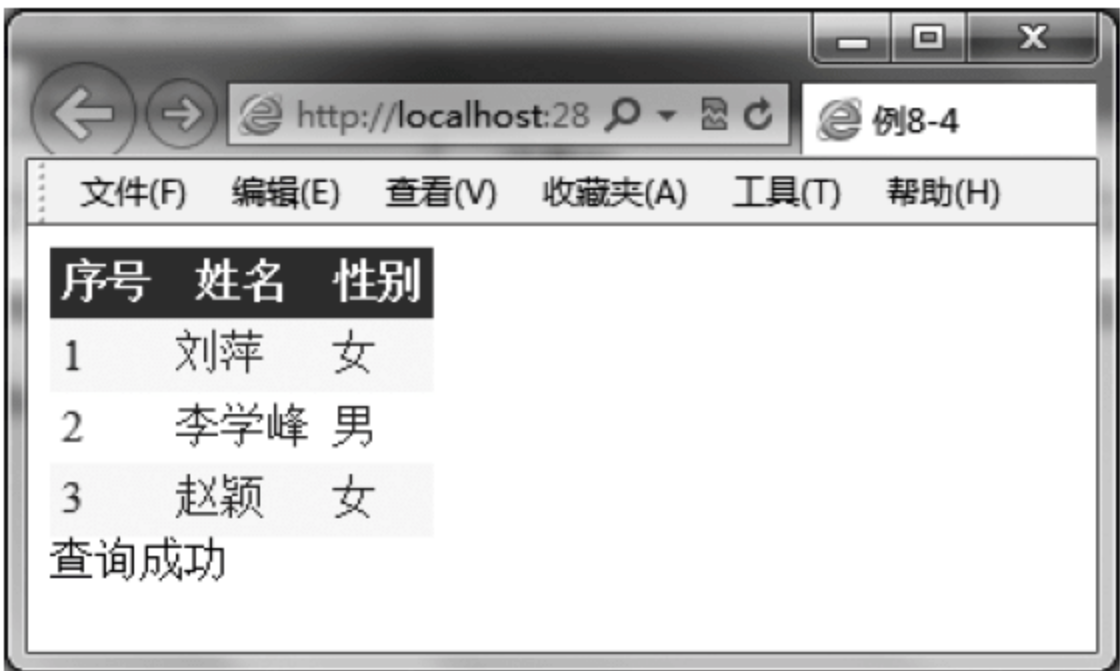 http://localhost:28 例8-4
文件(F) 编辑(E) 查看(V) 收藏夹(A) 工具(T) 帮助(H)
序号 姓名 性别
1 刘萍 女
2 李学峰 男
3 赵颖 女
查询成功